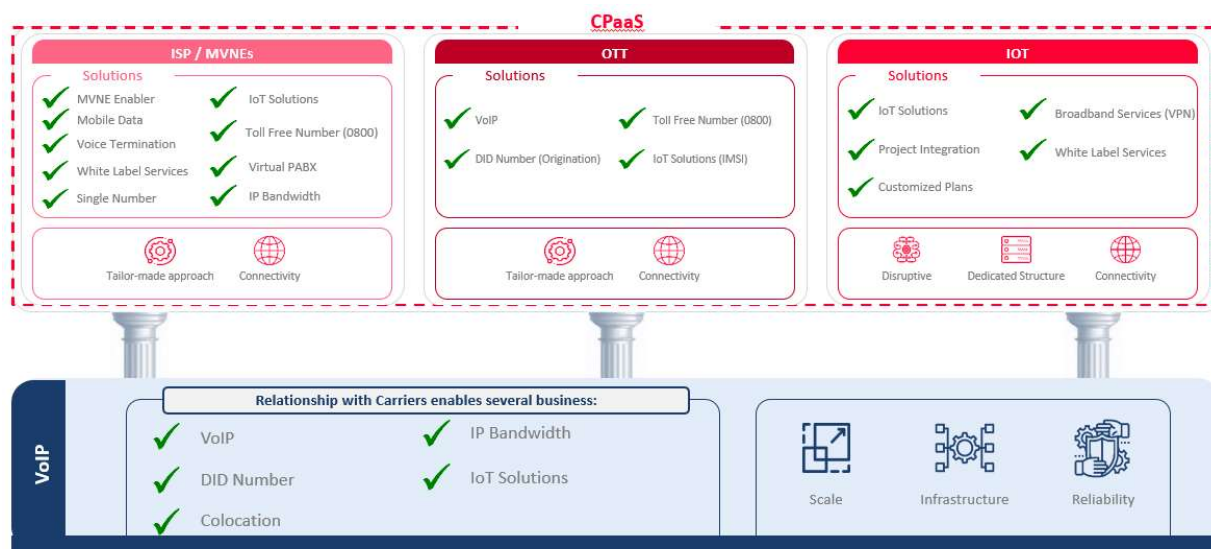 CPaaS
ISP / MVNEs
Solutions
MVNE Enabler
Mobile Data
Voice Termination
White Label Services
Single Number
IoT Solutions
Toll Free Number (0800)
Virtual PABX
IP Bandwidth
Tailor-made approach
Connectivity
OTT
Solutions
VoIP
DID Number (Origination)
Toll Free Number (0800)
IoT Solutions (IMSI)
Tailor-made approach
Connectivity
IOT
Solutions
IoT Solutions
Project Integration
Customized Plans
Broadband Services (VPN)
White Label Services
Disruptive
Dedicated Structure
Connectivity
VoIP
Relationship with Carriers enables several business:
VoIP
DID Number
Colocation
IP Bandwidth
IoT Solutions
Scale
Infrastructure
Reliability